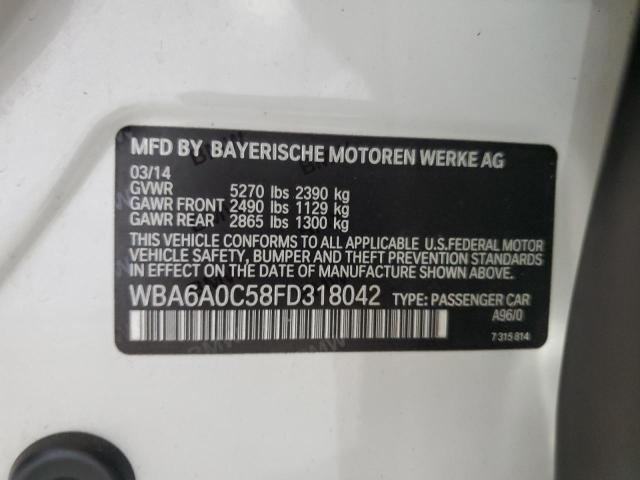 MFD BY BAYERISCHE MOTOREN WERKE AG
03/14
GVWR 5270 lbs 2390 kg
GAWR FRONT 2490 lbs 1129 kg
GAWR REAR 2865 lbs 1300 kg
THIS VEHICLE CONFORMS TO ALL APPLICABLE U.S.FEDERAL MOTOR
VEHICLE SAFETY, BUMPER, AND THEFT PREVENTION STANDARDS IN
EFFECT ON THE DATE OF MANUFACTURE SHOWN ABOVE.
WBA6A0C58FD318042 TYPE: PASSENGER CAR
A96/0
7 315 814